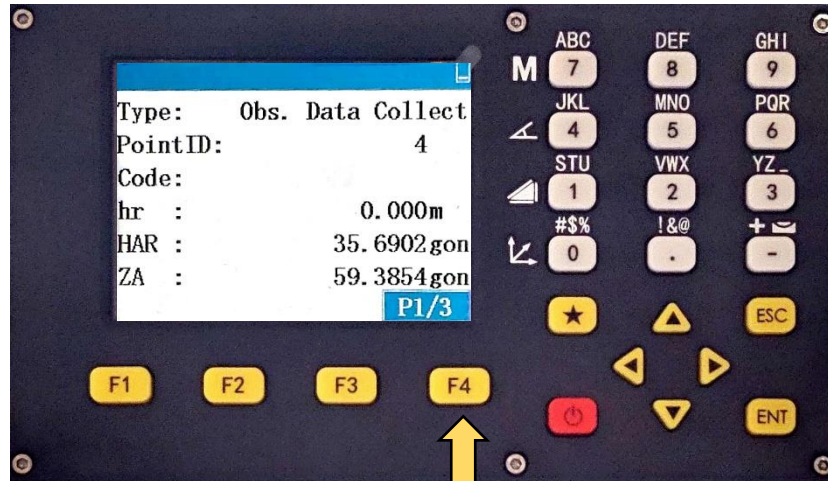 Type: Obs. Data Collect
PointID: 4
Code:
hr : 0.000m
HAR : 35.6902gon
ZA : 59.3854gon
P1/3
F1 F2 F3 F4
ABC DEF GHI
M 7 8 9
JKL MNO PQR
4 5 6
STU VWX YZ_
1 2 3
#$% !&@ +
0 . -
ESC
ENT